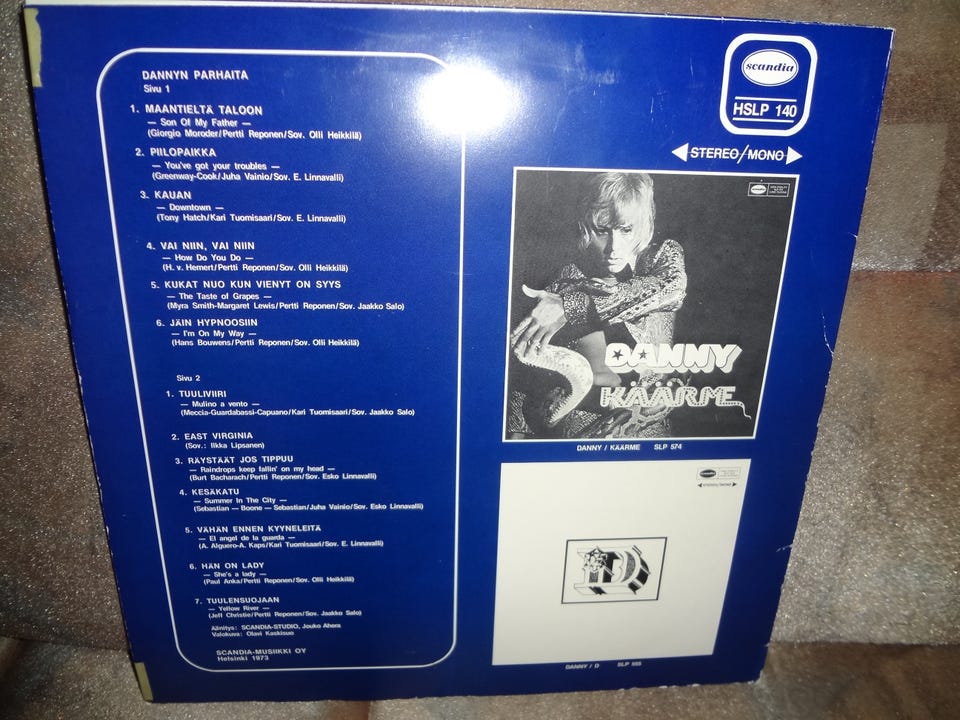 DANNYN PARHAITA
Sivu 1
1. MAANTIELTÄ TALOON
— Son Of My Father —
(Giorgio Moroder/Pertti Reponen/Sov. Olli Heikkilä)
2. PIILOPAIKKA
— You've got your troubles —
(Greenway-Cook/Juha Vainio/Sov. E. Linnavalli)
3. KAUAN
— Downtown —
(Tony Hatch/Kari Tuomisaari/Sov. E. Linnavalli)
4. VAI NIIN, VAI NIIN
— How Do You Do —
(H. v. Hemert/Pertti Reponen/Sov. Olli Heikkilä)
5. KUKAT NUO KUN VIENYT ON SYYS
— The Taste of Grapes —
(Myra Smith-Margaret Lewis/Pertti Reponen/Sov. Jaakko Salo)
6. JÄIN HYPNOOSIIN
— I'm On My Way —
(Hans Bouwens/Pertti Reponen/Sov. Olli Heikkilä)
Sivu 2
1. TUULIVIIRI
— Mulino a vento —
(Meccia-Guardabassi-Capuano/Kari Tuomisaari/Sov. Jaakko Salo)
2. EAST VIRGINIA
(Sov.: Ilkka Lipsanen)
3. RÄYSTÄÄT JOS TIPPUU
— Raindrops keep fallin' on my head —
(Burt Bacharach/Pertti Reponen/Sov. Esko Linnavalli)
4. KESÄKATU
— Summer In The City —
(Sebastian — Boone — Sebastian/Juha Vainio/Sov. Esko Linnavalli)
5. VÄHÄN ENNEN KYYNELEITÄ
— El angel de la guarda —
(A. Alguero-A. Kaps/Kari Tuomisaari/Sov. E. Linnavalli)
6. HÄN ON LADY
— She's a lady —
(Paul Anka/Pertti Reponen/Sov. Olli Heikkilä)
7. TUULENSUOJAAN
— Yellow River —
(Jeff Christie/Pertti Reponen/Sov. Jaakko Salo)
Äänitys: SCANDIA-STUDIO, Jouko Ahera
Valokuva: Olavi Kaskisuo
SCANDIA-MUSIIKKI OY
Helsinki 1973
scandia
HSLP 140
STEREO/MONO
DANNY
KÄÄRME
DANNY / KÄÄRME SLP 574
D
DANNY / D SLP 555